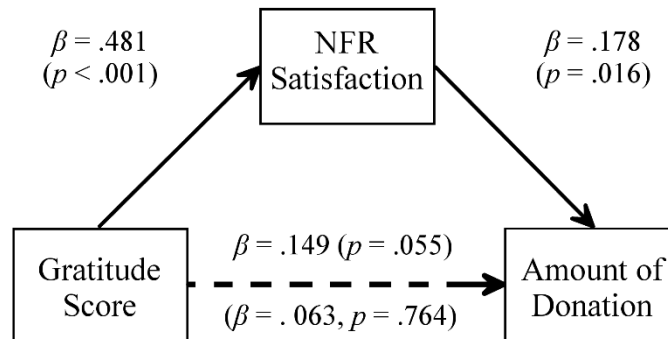 β = .481
(p < .001)
NFR
Satisfaction
β = .178
(p = .016)
Gratitude
Score
β = .149 (p = .055)
(β = . 063, p = .764)
Amount of
Donation